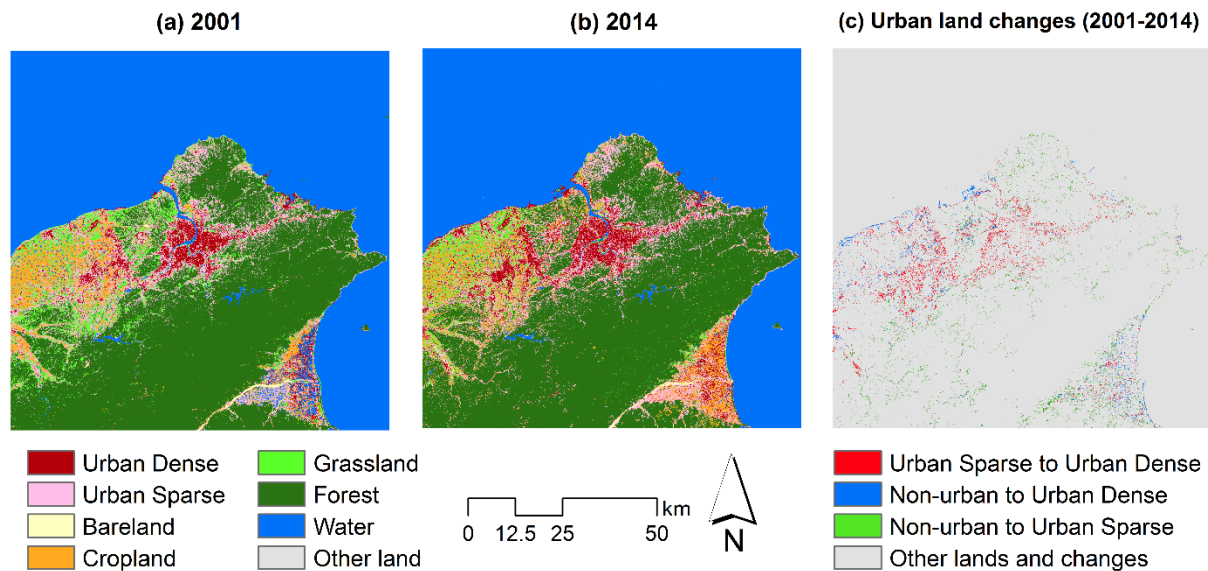 (a) 2001
(b) 2014
(c) Urban land changes (2001-2014)
Urban Dense
Urban Sparse
Bareland
Cropland
Grassland
Forest
Water
Other land
km
0 12.5 25 50
N
Urban Sparse to Urban Dense
Non-urban to Urban Dense
Non-urban to Urban Sparse
Other lands and changes